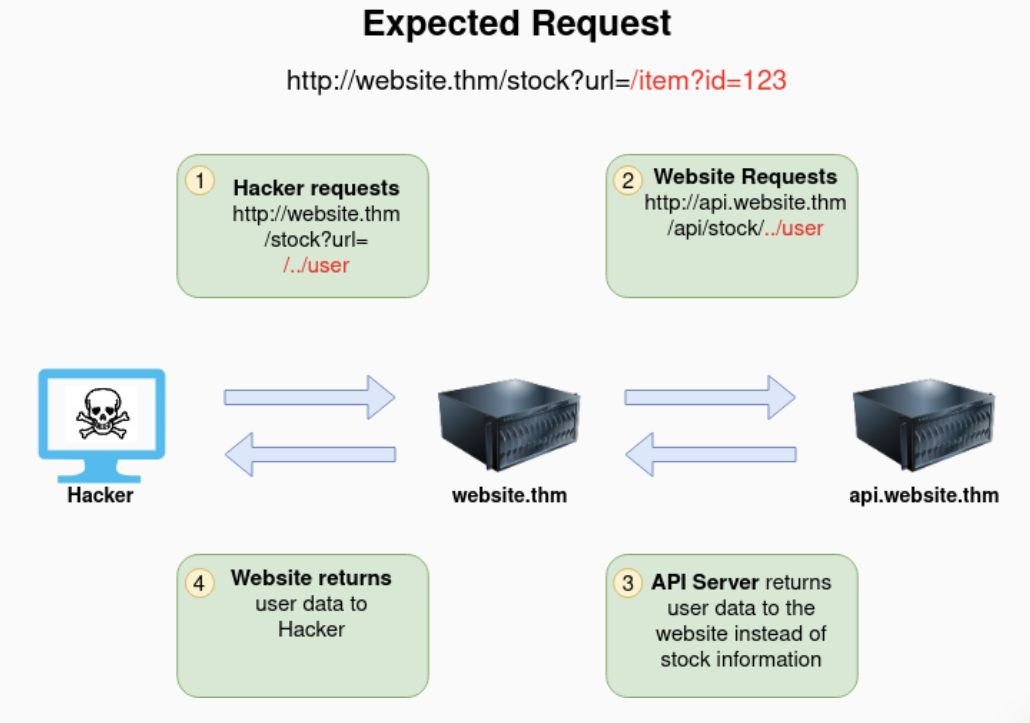 Expected Request
http://website.thm/stock?url=/item?id=123
1
Hacker requests
http://website.thm
/stock?url=
/../user
2
Website Requests
http://api.website.thm
/api/stock/../user
Hacker
website.thm
api.website.thm
4
Website returns
user data to
Hacker
3
API Server returns
user data to the
website instead of
stock information